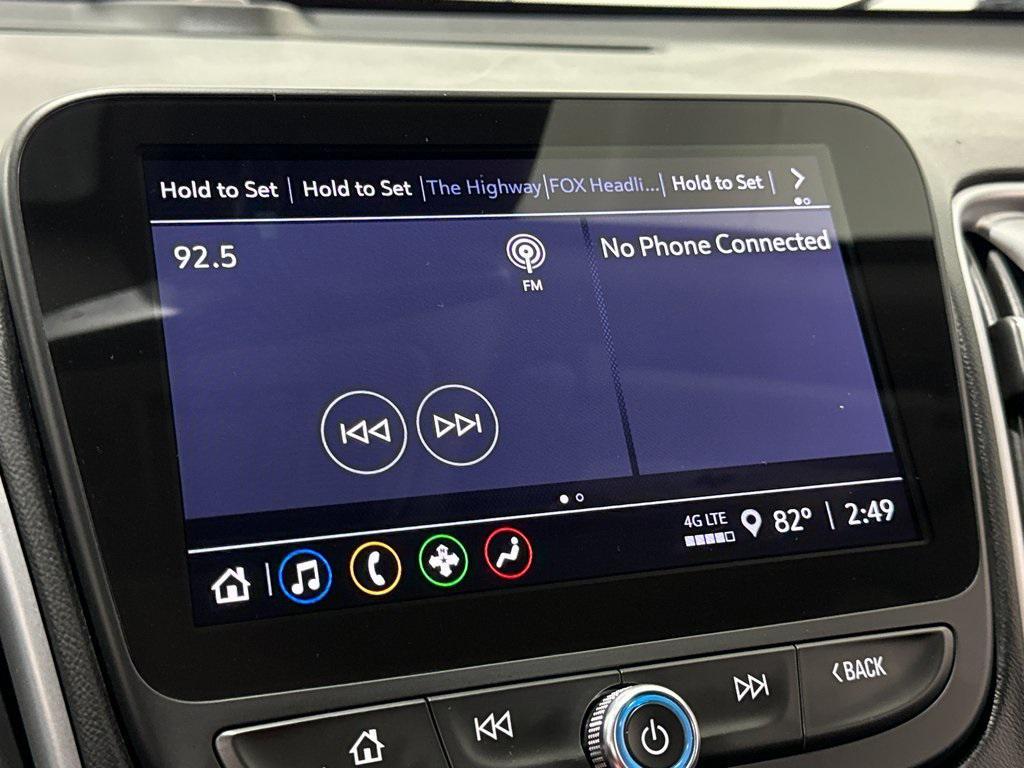 Hold to Set | Hold to Set | The Highway | FOX Headli... | Hold to Set |
92.5
FM
No Phone Connected
4G LTE
82° | 2:49
< BACK